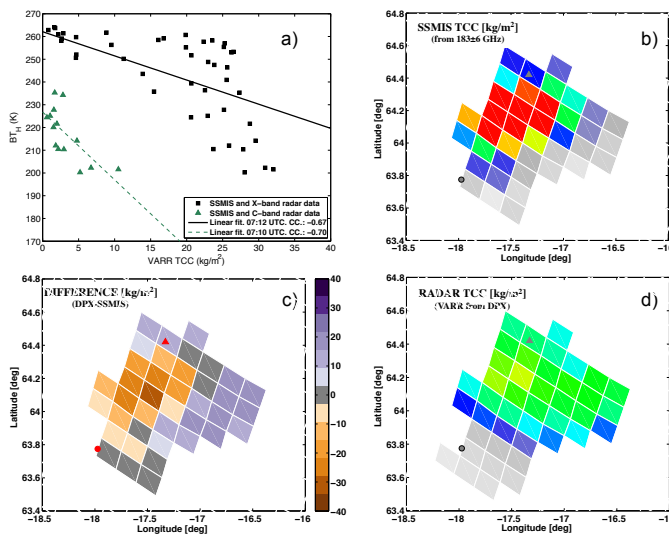 a)
270
260
250
240
230
220
210
200
190
180
170
0 5 10 15 20 25 30 35 40
BT_H (K)
VARR TCC (kg/m²)
SSMIS and X-band radar data
SSMIS and C-band radar data
Linear fit. 07:12 UTC. CC.: -0.67
Linear fit. 07:10 UTC. CC.: -0.70
b)
SSMIS TCC [kg/m²]
(from 183±6 GHz)
64.8
64.6
64.4
64.2
64
63.8
63.6
63.4
-18.5 -18 -17.5 -17 -16.5 -16
Latitude [deg]
Longitude [deg]
c)
DIFFERENCE [kg/m²]
(DPX-SSMIS)
64.8
64.6
64.4
64.2
64
63.8
63.6
63.4
-18.5 -18 -17.5 -17 -16.5 -16
Latitude [deg]
Longitude [deg]
40
30
20
10
0
-10
-20
-30
-40
d)
RADAR TCC [kg/m²]
(VARR from DPX)
64.8
64.6
64.4
64.2
64
63.8
63.6
63.4
-18.5 -18 -17.5 -17 -16.5 -16
Latitude [deg]
Longitude [deg]